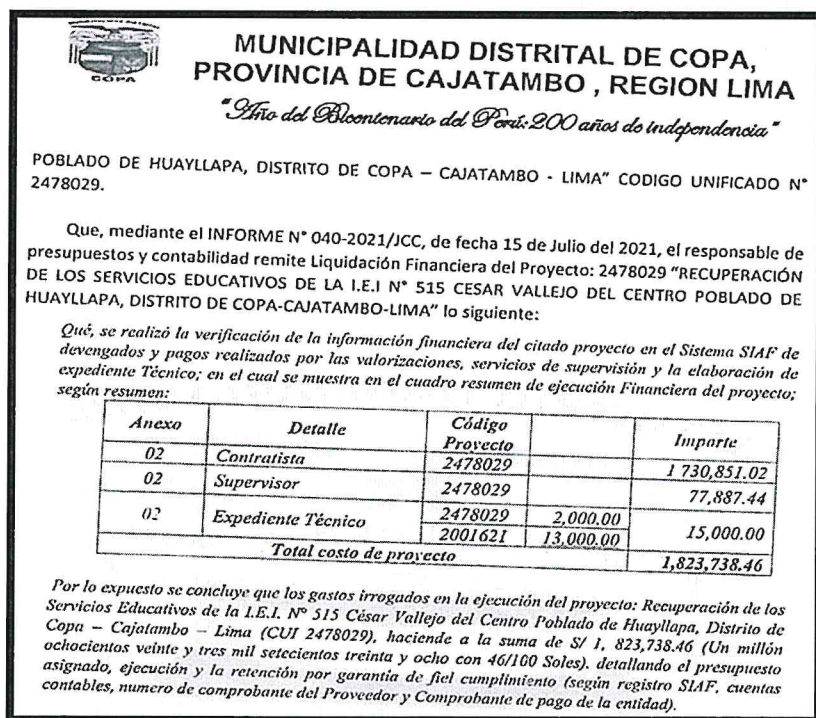 COPA
MUNICIPALIDAD DISTRITAL DE COPA,
PROVINCIA DE CAJATAMBO , REGION LIMA
"Año del Bicentenario del Perú: 200 años de independencia"
POBLADO DE HUAYLLAPA, DISTRITO DE COPA – CAJATAMBO - LIMA" CODIGO UNIFICADO N°
2478029.
Que, mediante el INFORME N° 040-2021/JCC, de fecha 15 de Julio del 2021, el responsable de
presupuestos y contabilidad remite Liquidación Financiera del Proyecto: 2478029 "RECUPERACIÓN
DE LOS SERVICIOS EDUCATIVOS DE LA I.E.I N° 515 CESAR VALLEJO DEL CENTRO POBLADO DE
HUAYLLAPA, DISTRITO DE COPA-CAJATAMBO-LIMA" lo siguiente:
Qué, se realizó la verificación de la información financiera del citado proyecto en el Sistema SIAF de
devengados y pagos realizados por las valorizaciones, servicios de supervisión y la elaboración de
expediente Técnico; en el cual se muestra en el cuadro resumen de ejecución Financiera del proyecto;
según resumen:
Anexo Detalle Código Proyecto Importe
02 Contratista 2478029 1 730,851.02
02 Supervisor 2478029 77,887.44
02 Expediente Técnico 2478029 2,000.00 15,000.00
2001621 13,000.00
Total costo de proyecto 1,823,738.46
Por lo expuesto se concluye que los gastos irrogados en la ejecución del proyecto: Recuperación de los
Servicios Educativos de la I.E.I. Nº 515 César Vallejo del Centro Poblado de Huayllapa, Distrito de
Copa – Cajatambo – Lima (CUI 2478029), haciende a la suma de S/ 1, 823,738.46 (Un millón
ochocientos veinte y tres mil setecientos treinta y ocho con 46/100 Soles). detallando el presupuesto
asignado, ejecución y la retención por garantía de fiel cumplimiento (según registro SIAF, cuentas
contables, numero de comprobante del Proveedor y Comprobante de pago de la entidad).